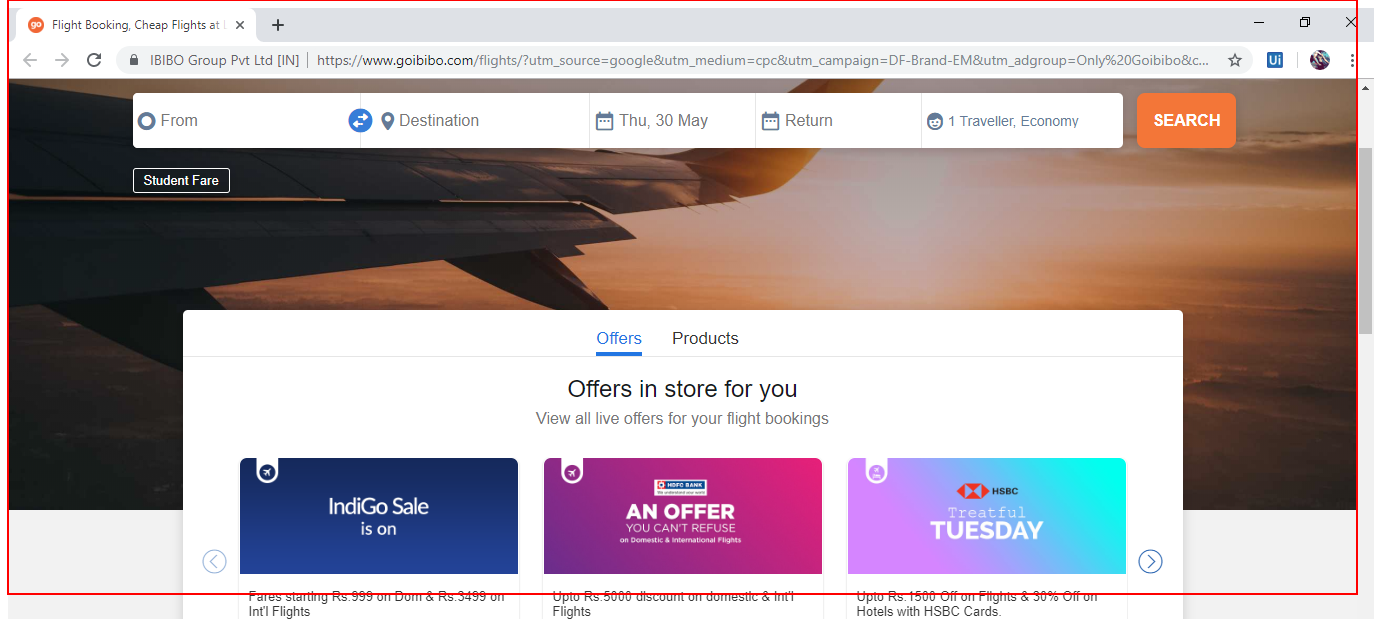 go Flight Booking, Cheap Flights at
IBIBO Group Pvt Ltd [IN] | https://www.goibibo.com/flights/?utm_source=google&utm_medium=cpc&utm_campaign=DF-Brand-EM&utm_adgroup=Only%20Goibibo&c... Ui
From Destination Thu, 30 May Return 1 Traveller, Economy SEARCH
Student Fare
Offers Products
Offers in store for you
View all live offers for your flight bookings
IndiGo Sale
is on
HDFC BANK
We understand your world
AN OFFER
YOU CAN'T REFUSE
on Domestic & International Flights
HSBC
Treatful
TUESDAY
Fares starting Rs.999 on Dom & Rs.3499 on
Int'l Flights
Upto Rs.5000 discount on domestic & Int'l
Flights
Upto Rs.1500 Off on Flights & 30% Off on
Hotels with HSBC Cards.